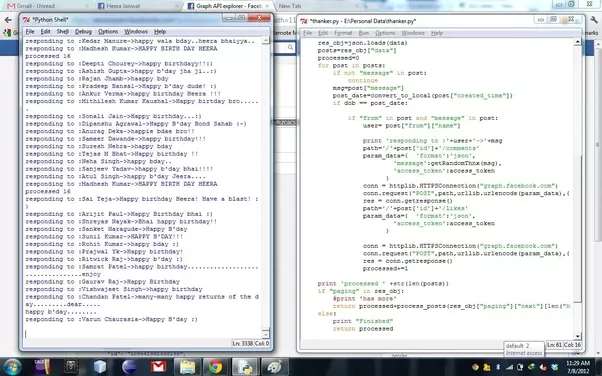 Gmail - Unread
Heera Jaiswal
Graph API explorer - Face
New Tab
*Python Shell*
File Edit Shell Debug Options Windows Help
responding to :Kedar Manure->happy wala bday..heera bhaiyya..
responding to :Madhesh Kumar->HAPPY BIRTH DAY HEERA
processed 16
responding to :Deepti Chourey->happy birthdayy!!:)
responding to :Ashish Gupta->happy b'day jha ji..:)
responding to :Rajan Jhamb->haappy bdy
responding to :Pradeep Bansal->Happy b'day dude! :)
responding to :Ankur Verma->happy birthday Heera !!!
responding to :Mithilesh Kumar Kaushal->Happy birtday bro.....
.
responding to :Sonali Jain->Happy birthday...:)
responding to :Dipanshu Agrawal->Happy B'day Bond Sahab :-)
responding to :Anurag Deka->happie bdae bro!!
responding to :Sameer Dawande->happy birthday!!!
responding to :Suresh Nehra->happy bday
responding to :Tejas M Bhat->Happy birthday !!
responding to :Neha Singh->happy bday..
responding to :Sanjeev Yadav->happy b'day bhai!!!!
responding to :Atul Singh->happy b'day Jeera....
responding to :Madhesh Kumar->HAPPY BIRTH DAY HEERA
processed 16
responding to :Sai Teja->Happy birthday Heera! Have a blast! :
)
responding to :Arijit Paul->Happy Birthday bhai :)
responding to :Shreyas Nayak->Bhai happy birthday!!
responding to :Sanket Naragude->Happy B'Day
responding to :Sunil Kumar->HAPPY B'DAY!!!
responding to :Rohit Kumar->happy bday :)
responding to :Prajwal Yk->Happy birthday!
responding to :Ritwick Raj->happy b'day :)
responding to :Samrat Patel->happy birthday.....................
................enjoy
responding to :Gaurav Raj->Happy Birthday
responding to :Vishwajeet Singh->happy birthday
responding to :Chandan Patel->many-many happy returns of the d
ay........dear.....
happy b'day.......
responding to :Varun Chaurasia->Happy B'Day :)
Ln: 3338 Col: 0
*thanker.py - E:\Personal Data\thanker.py*
File Edit Format Run Options Windows Help
res_obj=json.loads(data)
posts=res_obj["data"]
processed=0
for post in posts:
if not "message" in post:
continue
msg=post["message"]
post_date=convert_to_local(post["created_time"])
if dob == post_date:
if "from" in post and "message" in post:
user= post["from"]["name"]
print 'responding to :'+user+'->'+msg
path='/'+post['id']+'/comments'
param_data={ 'format':'json',
'message':getRandomThnx(msg),
'access_token':access_token
}
conn = httplib.HTTPSConnection("graph.facebook.com")
conn.request("POST",path,urllib.urlencode(param_data),{
res = conn.getresponse()
path='/'+post['id']+'/likes'
param_data={ 'format':'json',
'access_token':access_token
}
conn = httplib.HTTPSConnection("graph.facebook.com")
conn.request("POST",path,urllib.urlencode(param_data),{
res = conn.getresponse()
processed+=1
print 'processed ' +str(len(posts))
if "paging" in res_obj:
#print 'has more'
return processed+process_posts(res_obj["paging"]["next"][len("h
else:
print "Finished"
return processed
Ln: 61 Col: 16
default 2
Internet access
11:29 AM
7/8/2012